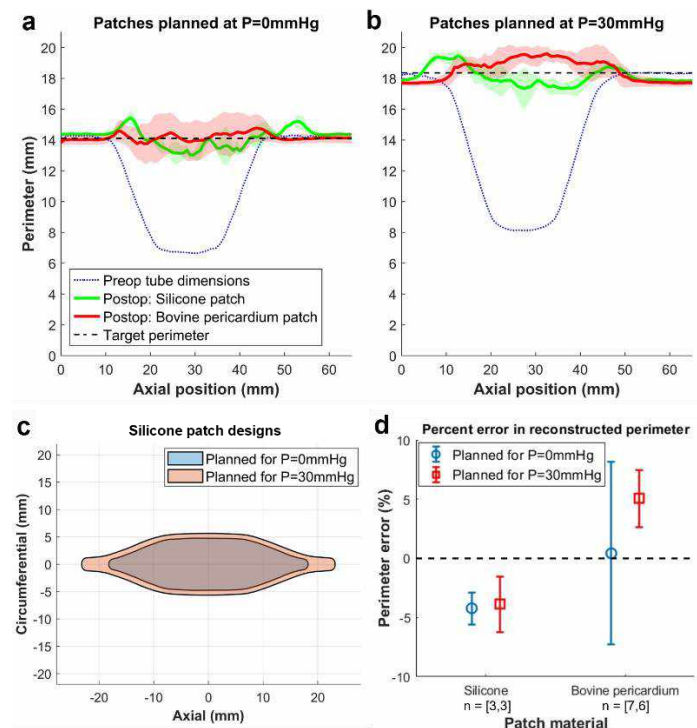 a Patches planned at P=0mmHg
20
18
16
14
12
10
8
6
4
2
0
Perimeter (mm)
Preop tube dimensions
Postop: Silicone patch
Postop: Bovine pericardium patch
Target perimeter
0 10 20 30 40 50 60
Axial position (mm)
b Patches planned at P=30mmHg
20
18
16
14
12
10
8
6
4
2
0
0 10 20 30 40 50 60
Axial position (mm)
c Silicone patch designs
Planned for P=0mmHg
Planned for P=30mmHg
20
15
10
5
0
-5
-10
-15
-20
Circumferential (mm)
-20 -10 0 10 20
Axial (mm)
d Percent error in reconstructed perimeter
Planned for P=0mmHg
Planned for P=30mmHg
10
5
0
-5
-10
Perimeter error (%)
Silicone Bovine pericardium
n = [3,3] n = [7,6]
Patch material